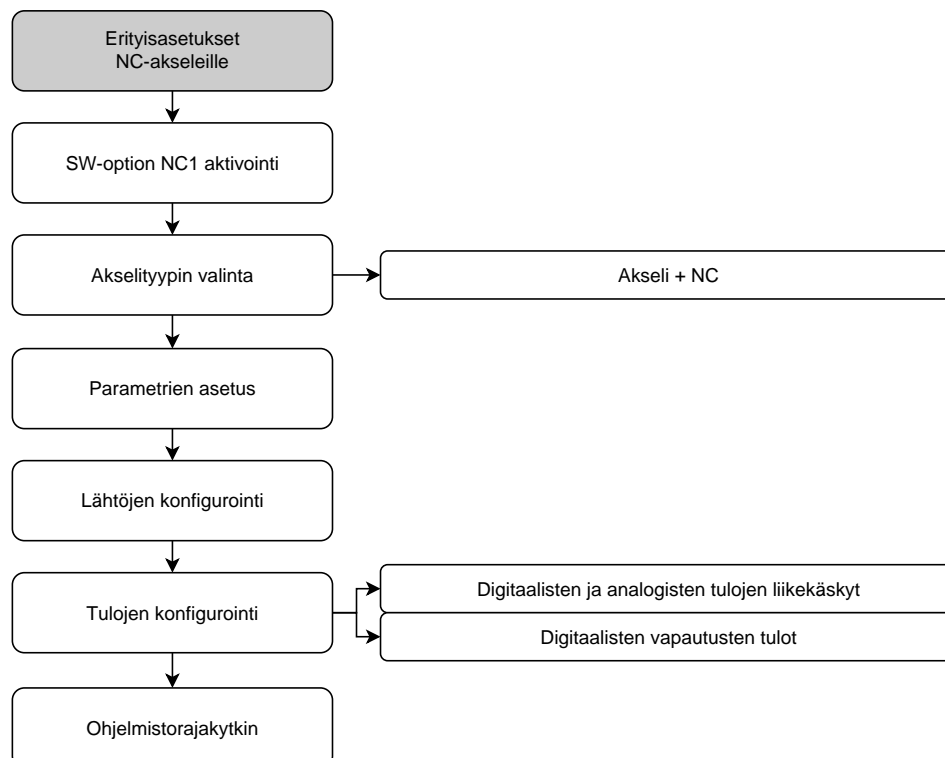 Erityisasetukset
NC-akseleille
SW-option NC1 aktivointi
Akselityypin valinta
Akseli + NC
Parametrien asetus
Lähtöjen konfigurointi
Tulojen konfigurointi
Digitaalisten ja analogisten tulojen liikekäskyt
Digitaalisten vapautusten tulot
Ohjelmistorajakytkin